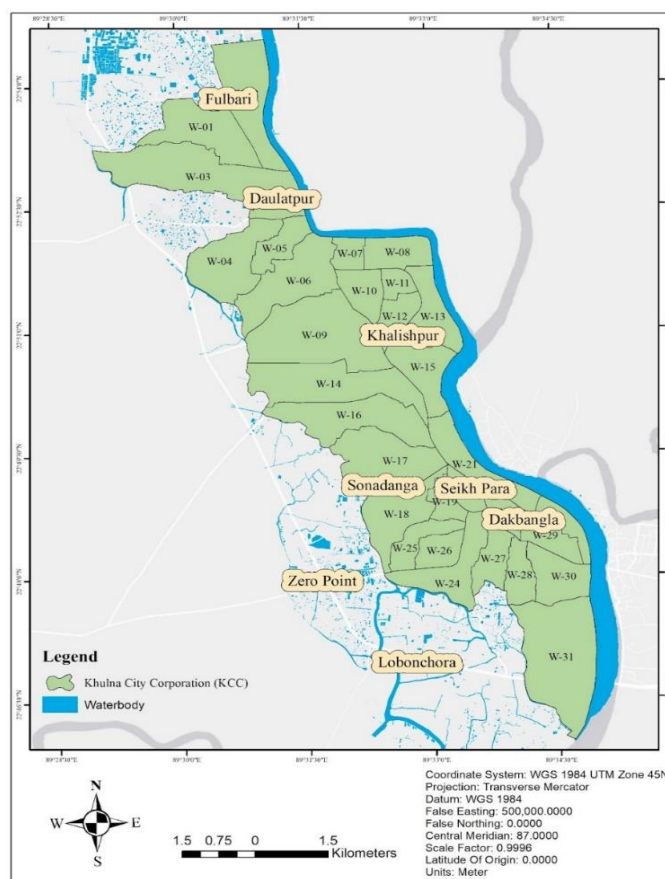 89°28'30"E 89°30'0"E 89°31'30"E 89°33'0"E 89°34'30"E
Fulbari
W-01
W-03
Daulatpur
W-04
W-05
W-06
W-07
W-08
W-10
W-11
W-12
W-13
Khalishpur
W-09
W-15
W-14
W-16
W-17
W-21
Sonadanga
Seikh Para
W-19
W-18
Dakbangla
W-29
W-25
W-26
W-27
W-28
W-30
W-24
Zero Point
Lobonchora
W-31
Legend
Khulna City Corporation (KCC)
Waterbody
89°28'30"E 89°30'0"E 89°31'30"E 89°33'0"E 89°34'30"E
N
W E
S
1.5 0.75 0 1.5
Kilometers
Coordinate System: WGS 1984 UTM Zone 45N
Projection: Transverse Mercator
Datum: WGS 1984
False Easting: 500,000.0000
False Northing: 0.0000
Central Meridian: 87.0000
Scale Factor: 0.9996
Latitude Of Origin: 0.0000
Units: Meter